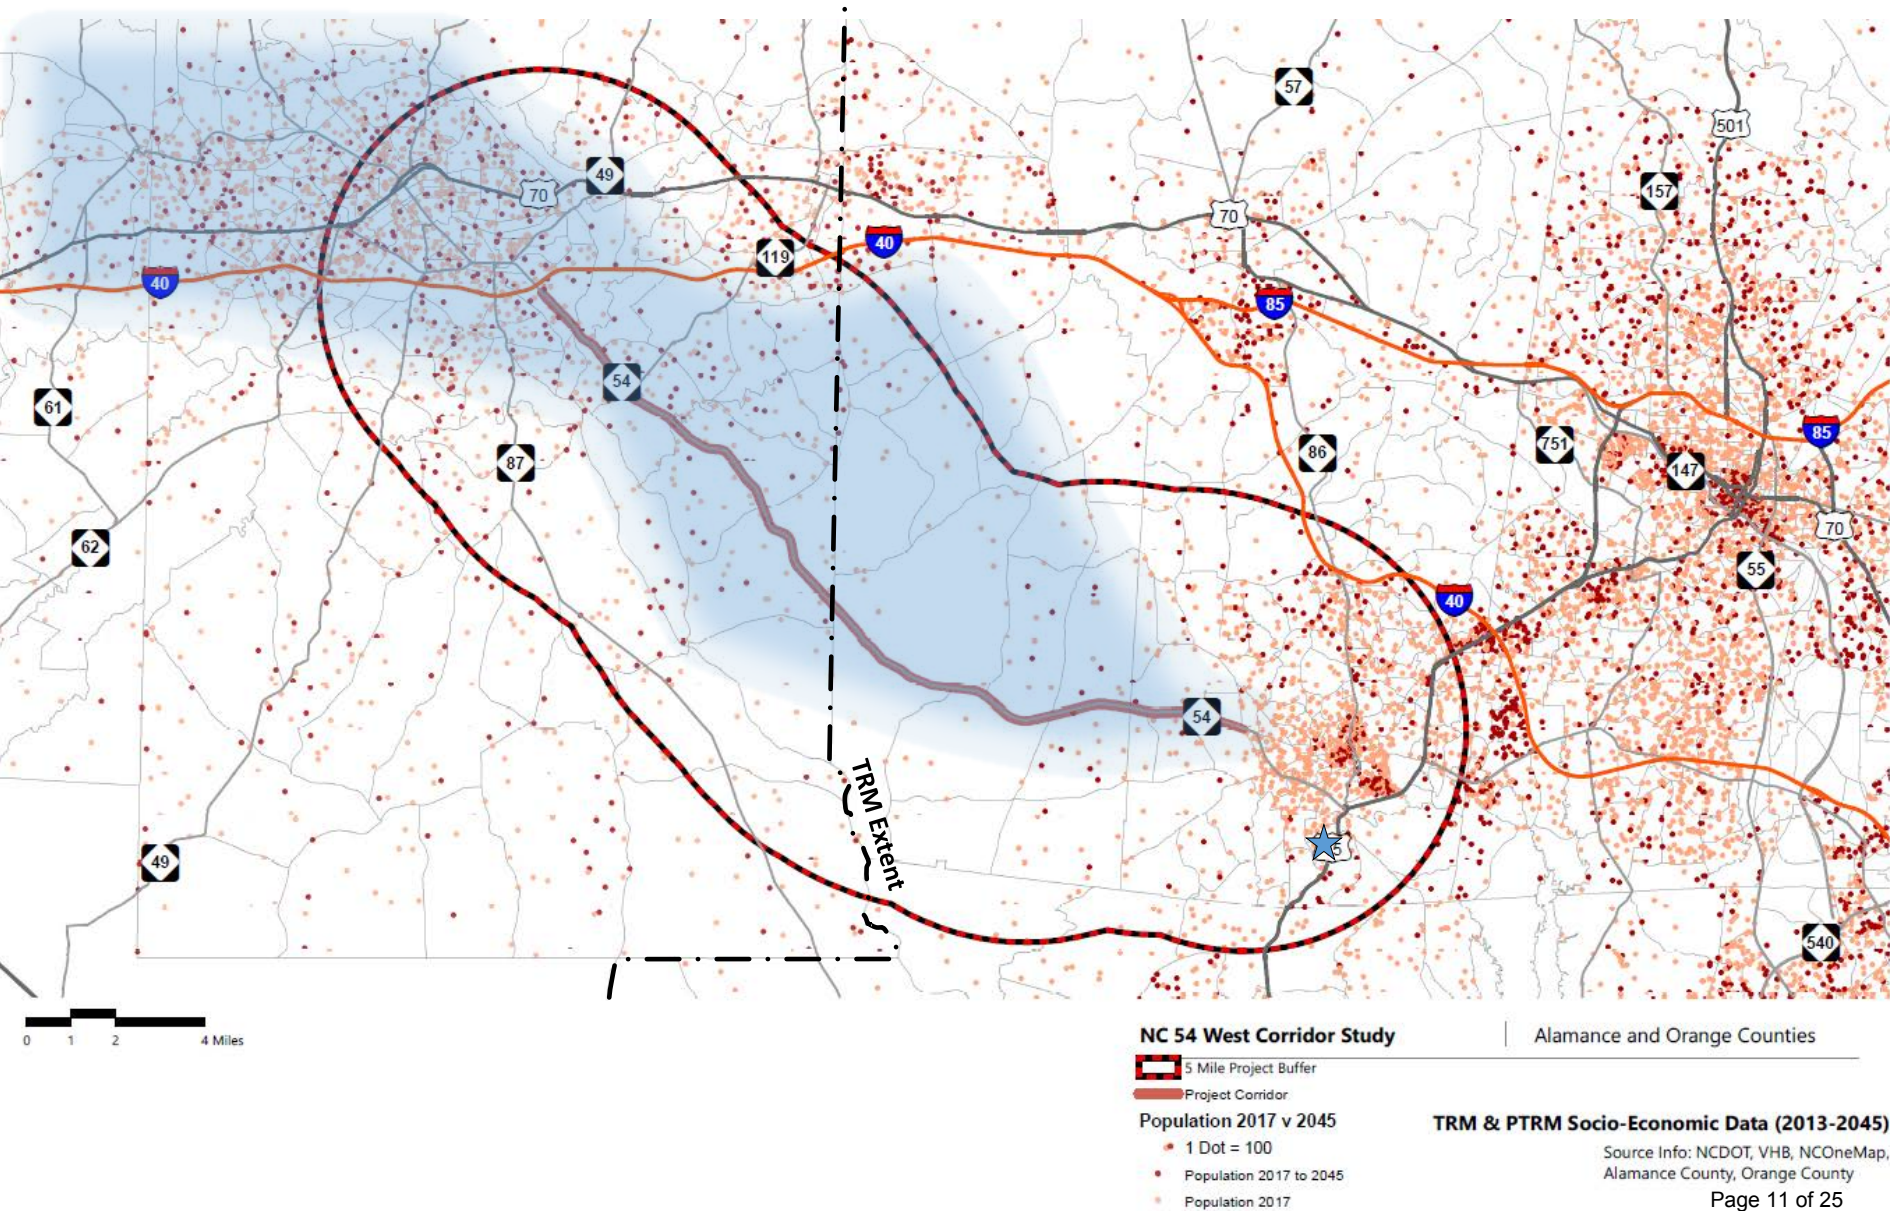 57
501
157
49
70
70
119
40
40
85
54
61
86
751
85
87
147
70
62
55
40
54
TRM Extent
5
49
540
0 1 2 4 Miles
NC 54 West Corridor Study | Alamance and Orange Counties
5 Mile Project Buffer
Project Corridor
Population 2017 v 2045
TRM & PTRM Socio-Economic Data (2013-2045)
1 Dot = 100
Source Info: NCDOT, VHB, NCOneMap,
Population 2017 to 2045
Alamance County, Orange County
Population 2017
Page 11 of 25